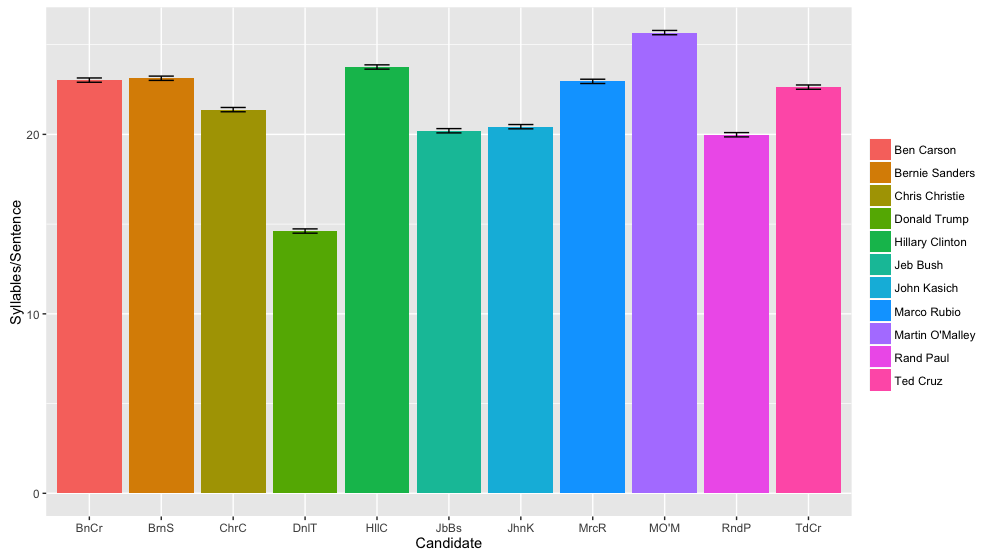 Syllables/Sentence
20
10
0
BnCr BrnS ChrC DnlT HllC JbBs JhnK MrcR MO'M RndP TdCr
Candidate
Ben Carson
Bernie Sanders
Chris Christie
Donald Trump
Hillary Clinton
Jeb Bush
John Kasich
Marco Rubio
Martin O'Malley
Rand Paul
Ted Cruz